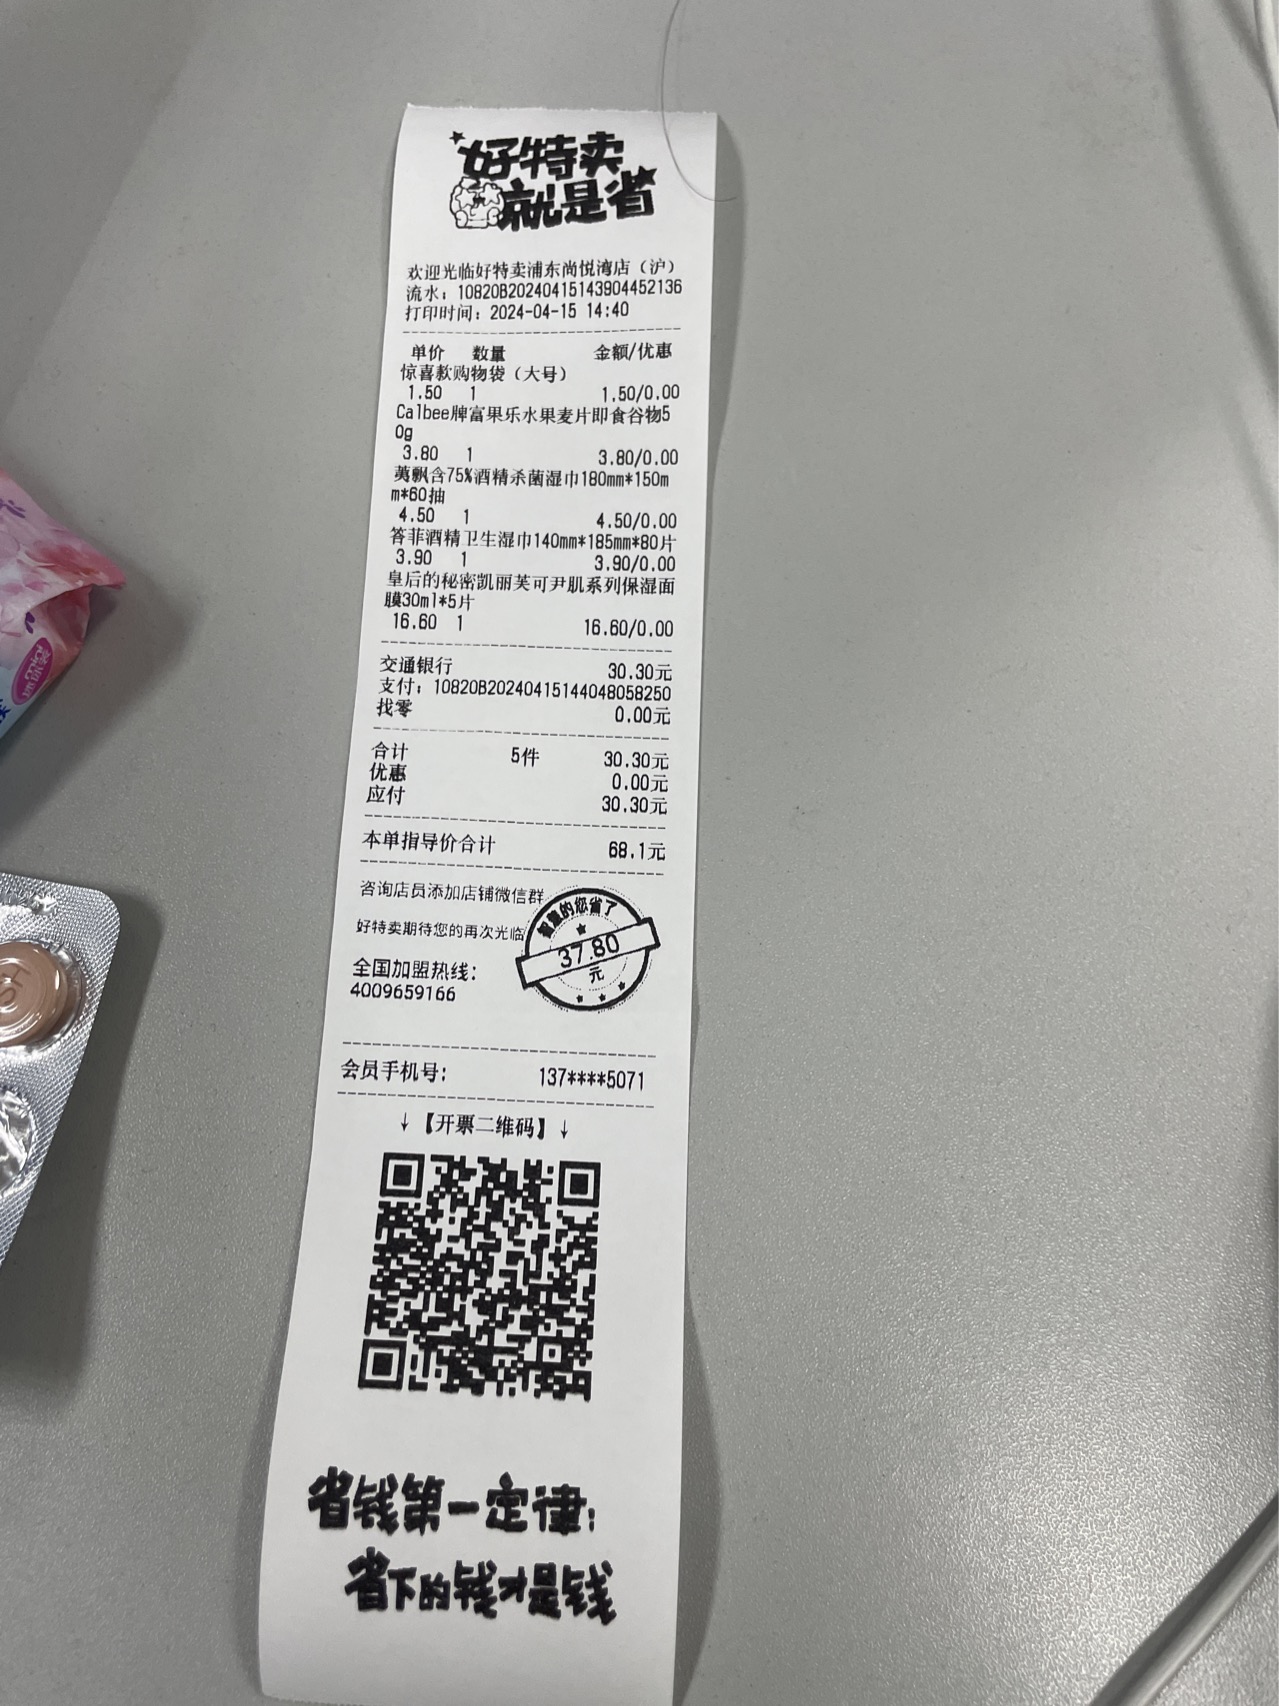 好特卖
就是省
欢迎光临好特卖浦东尚悦湾店（沪）
流水：10820B20240415143904452136
打印时间：2024-04-15 14:40
单价 数量 金额/优惠
惊喜款购物袋（大号）
1.50 1 1.50/0.00
Calbee牌富果乐水果麦片即食谷物5
0g
3.80 1 3.80/0.00
荑飘含75%酒精杀菌湿巾180mm*150m
m*60抽
4.50 1 4.50/0.00
答菲酒精卫生湿巾140mm*185mm*80片
3.90 1 3.90/0.00
皇后的秘密凯丽芙可尹肌系列保湿面
膜30ml*5片
16.60 1 16.60/0.00
交通银行 30.30元
支付：10820B20240415144048058250
找零 0.00元
合计 5件 30.30元
优惠 0.00元
应付 30.30元
本单指导价合计 68.1元
咨询店员添加店铺微信群
好特卖期待您的再次光临
智慧的您省了
37.80
元
全国加盟热线：
4009659166
会员手机号： 137****5071
↓【开票二维码】↓
省钱第一定律：
省下的钱才是钱